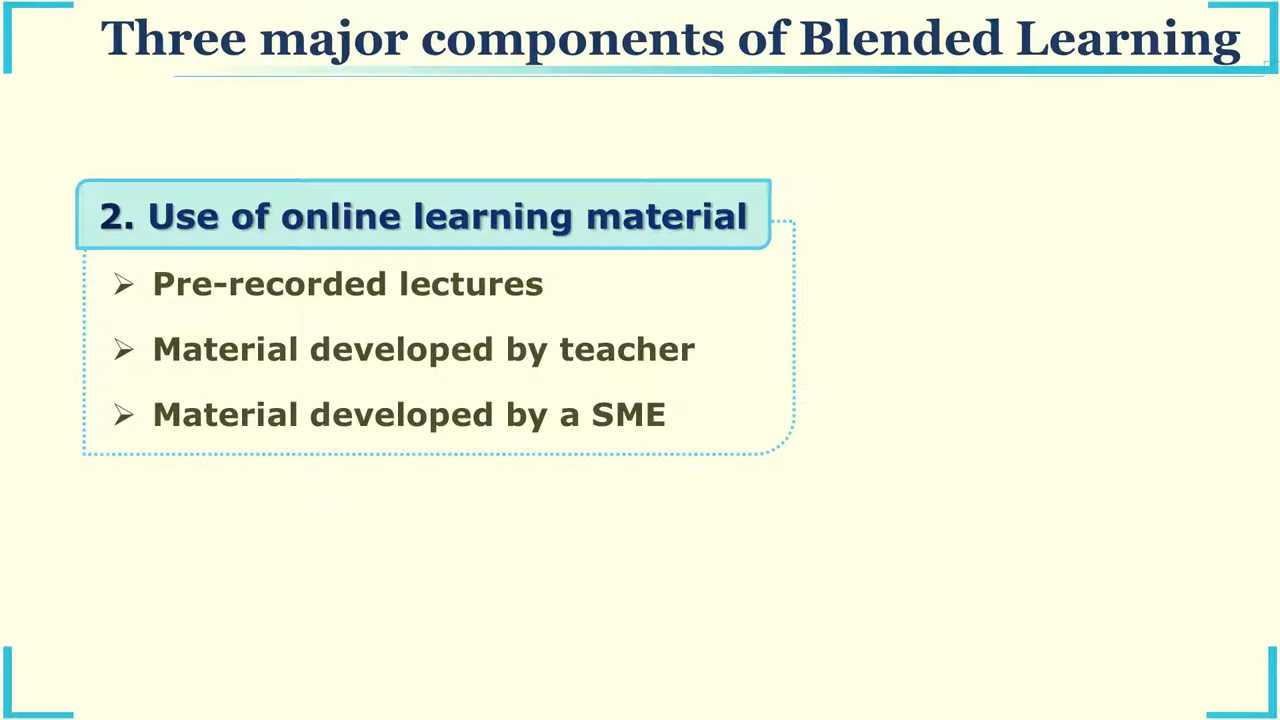 Three major components of Blended Learning
2. Use of online learning material
➢ Pre-recorded lectures
➢ Material developed by teacher
➢ Material developed by a SME